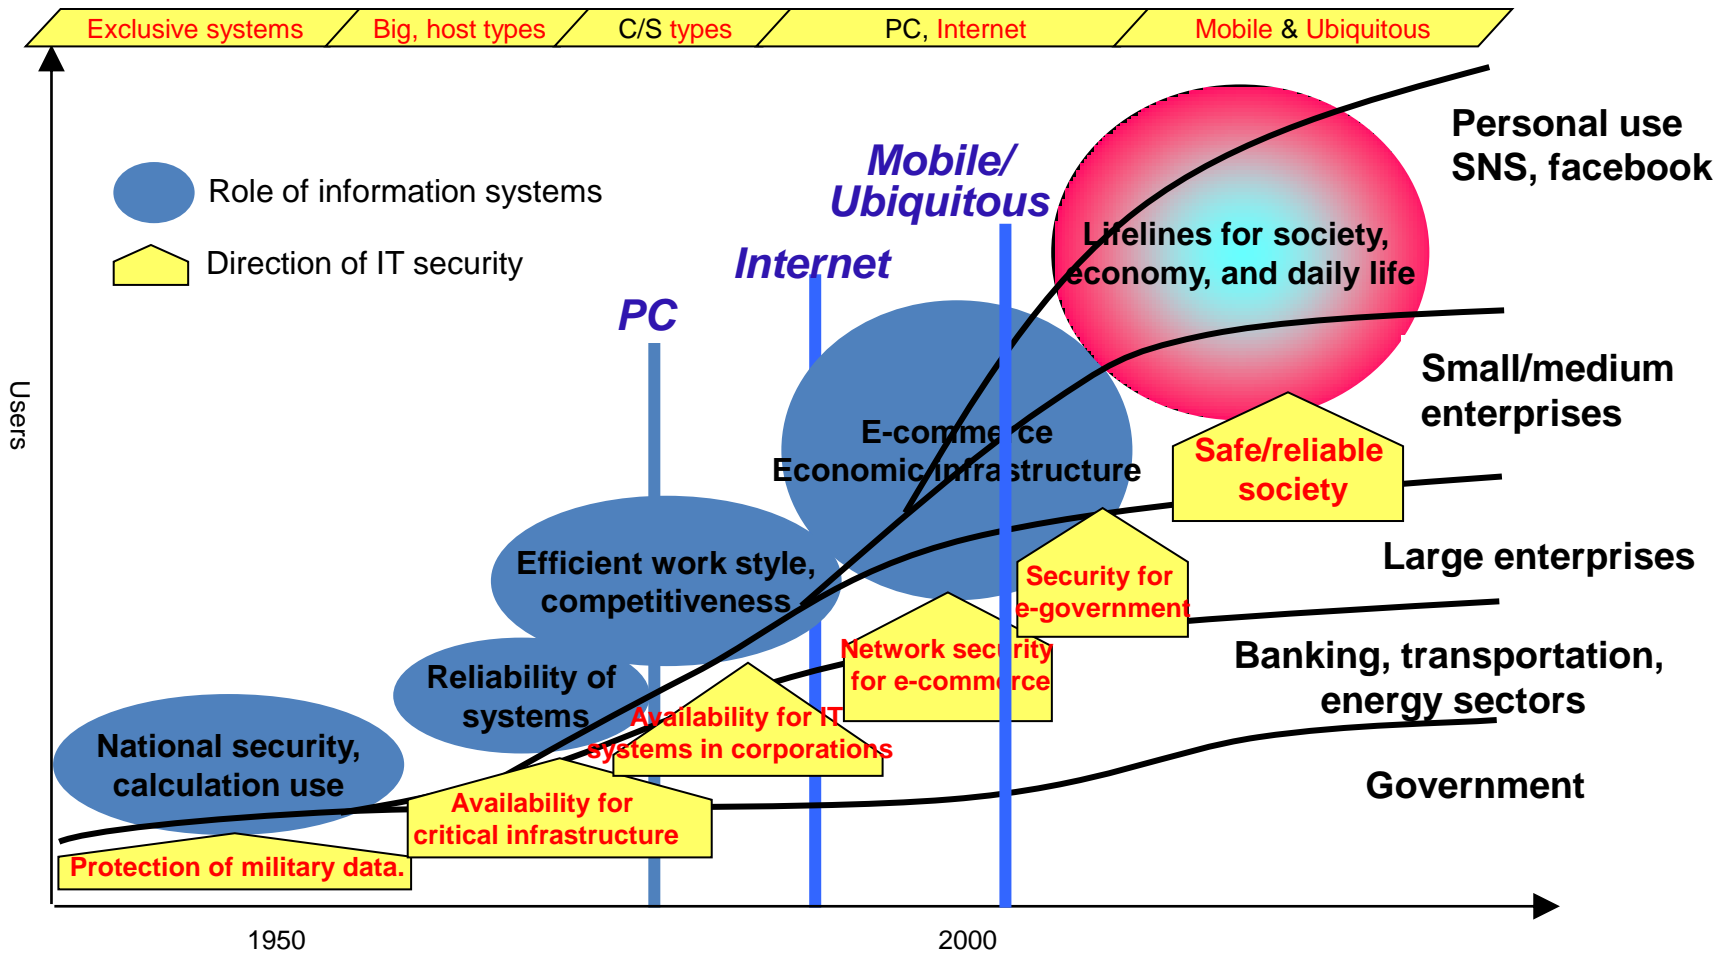 Exclusive systems
Big, host types
C/S types
PC, Internet
Mobile & Ubiquitous
Users
Role of information systems
Direction of IT security
PC
Internet
Mobile/
Ubiquitous
Personal use
SNS, facebook
Lifelines for society,
economy, and daily life
Small/medium
enterprises
E-commerce
Economic infrastructure
Safe/reliable
society
Large enterprises
Efficient work style,
competitiveness
Security for
e-government
Network security
for e-commerce
Banking, transportation,
energy sectors
Reliability of
systems
Availability for IT
systems in corporations
National security,
calculation use
Government
Availability for
critical infrastructure
Protection of military data.
1950
2000